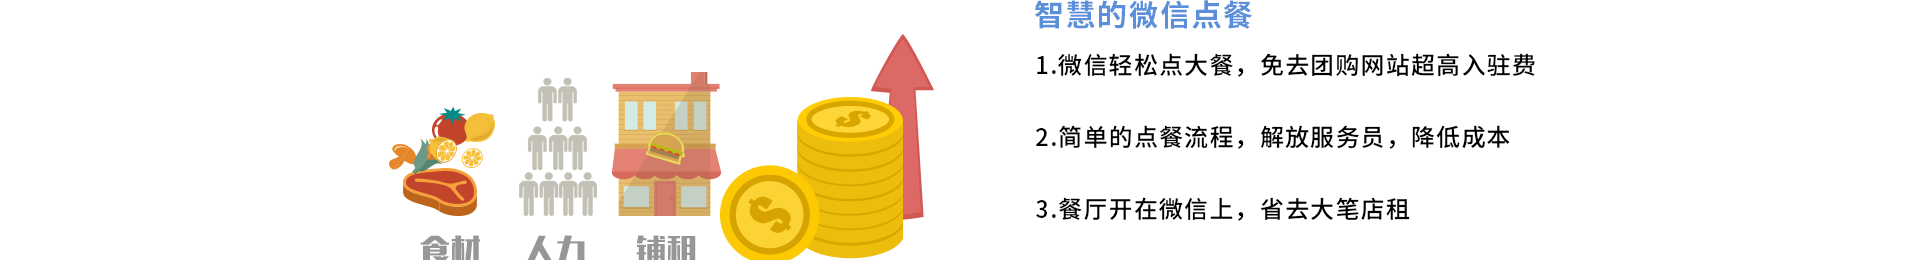 智慧的微信点餐
1.微信轻松点大餐，免去团购网站超高入驻费
2.简单的点餐流程，解放服务员，降低成本
3.餐厅开在微信上，省去大笔店租
食材 人力 铺租